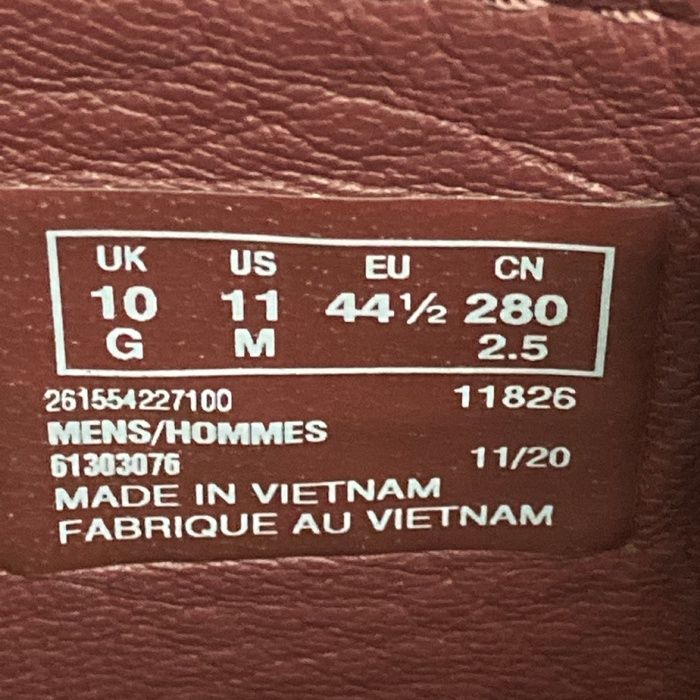 UK US EU CN
10 11 44½ 280
G M 2.5
261554227100 11826
MENS/HOMMES
61303076 11/20
MADE IN VIETNAM
FABRIQUE AU VIETNAM